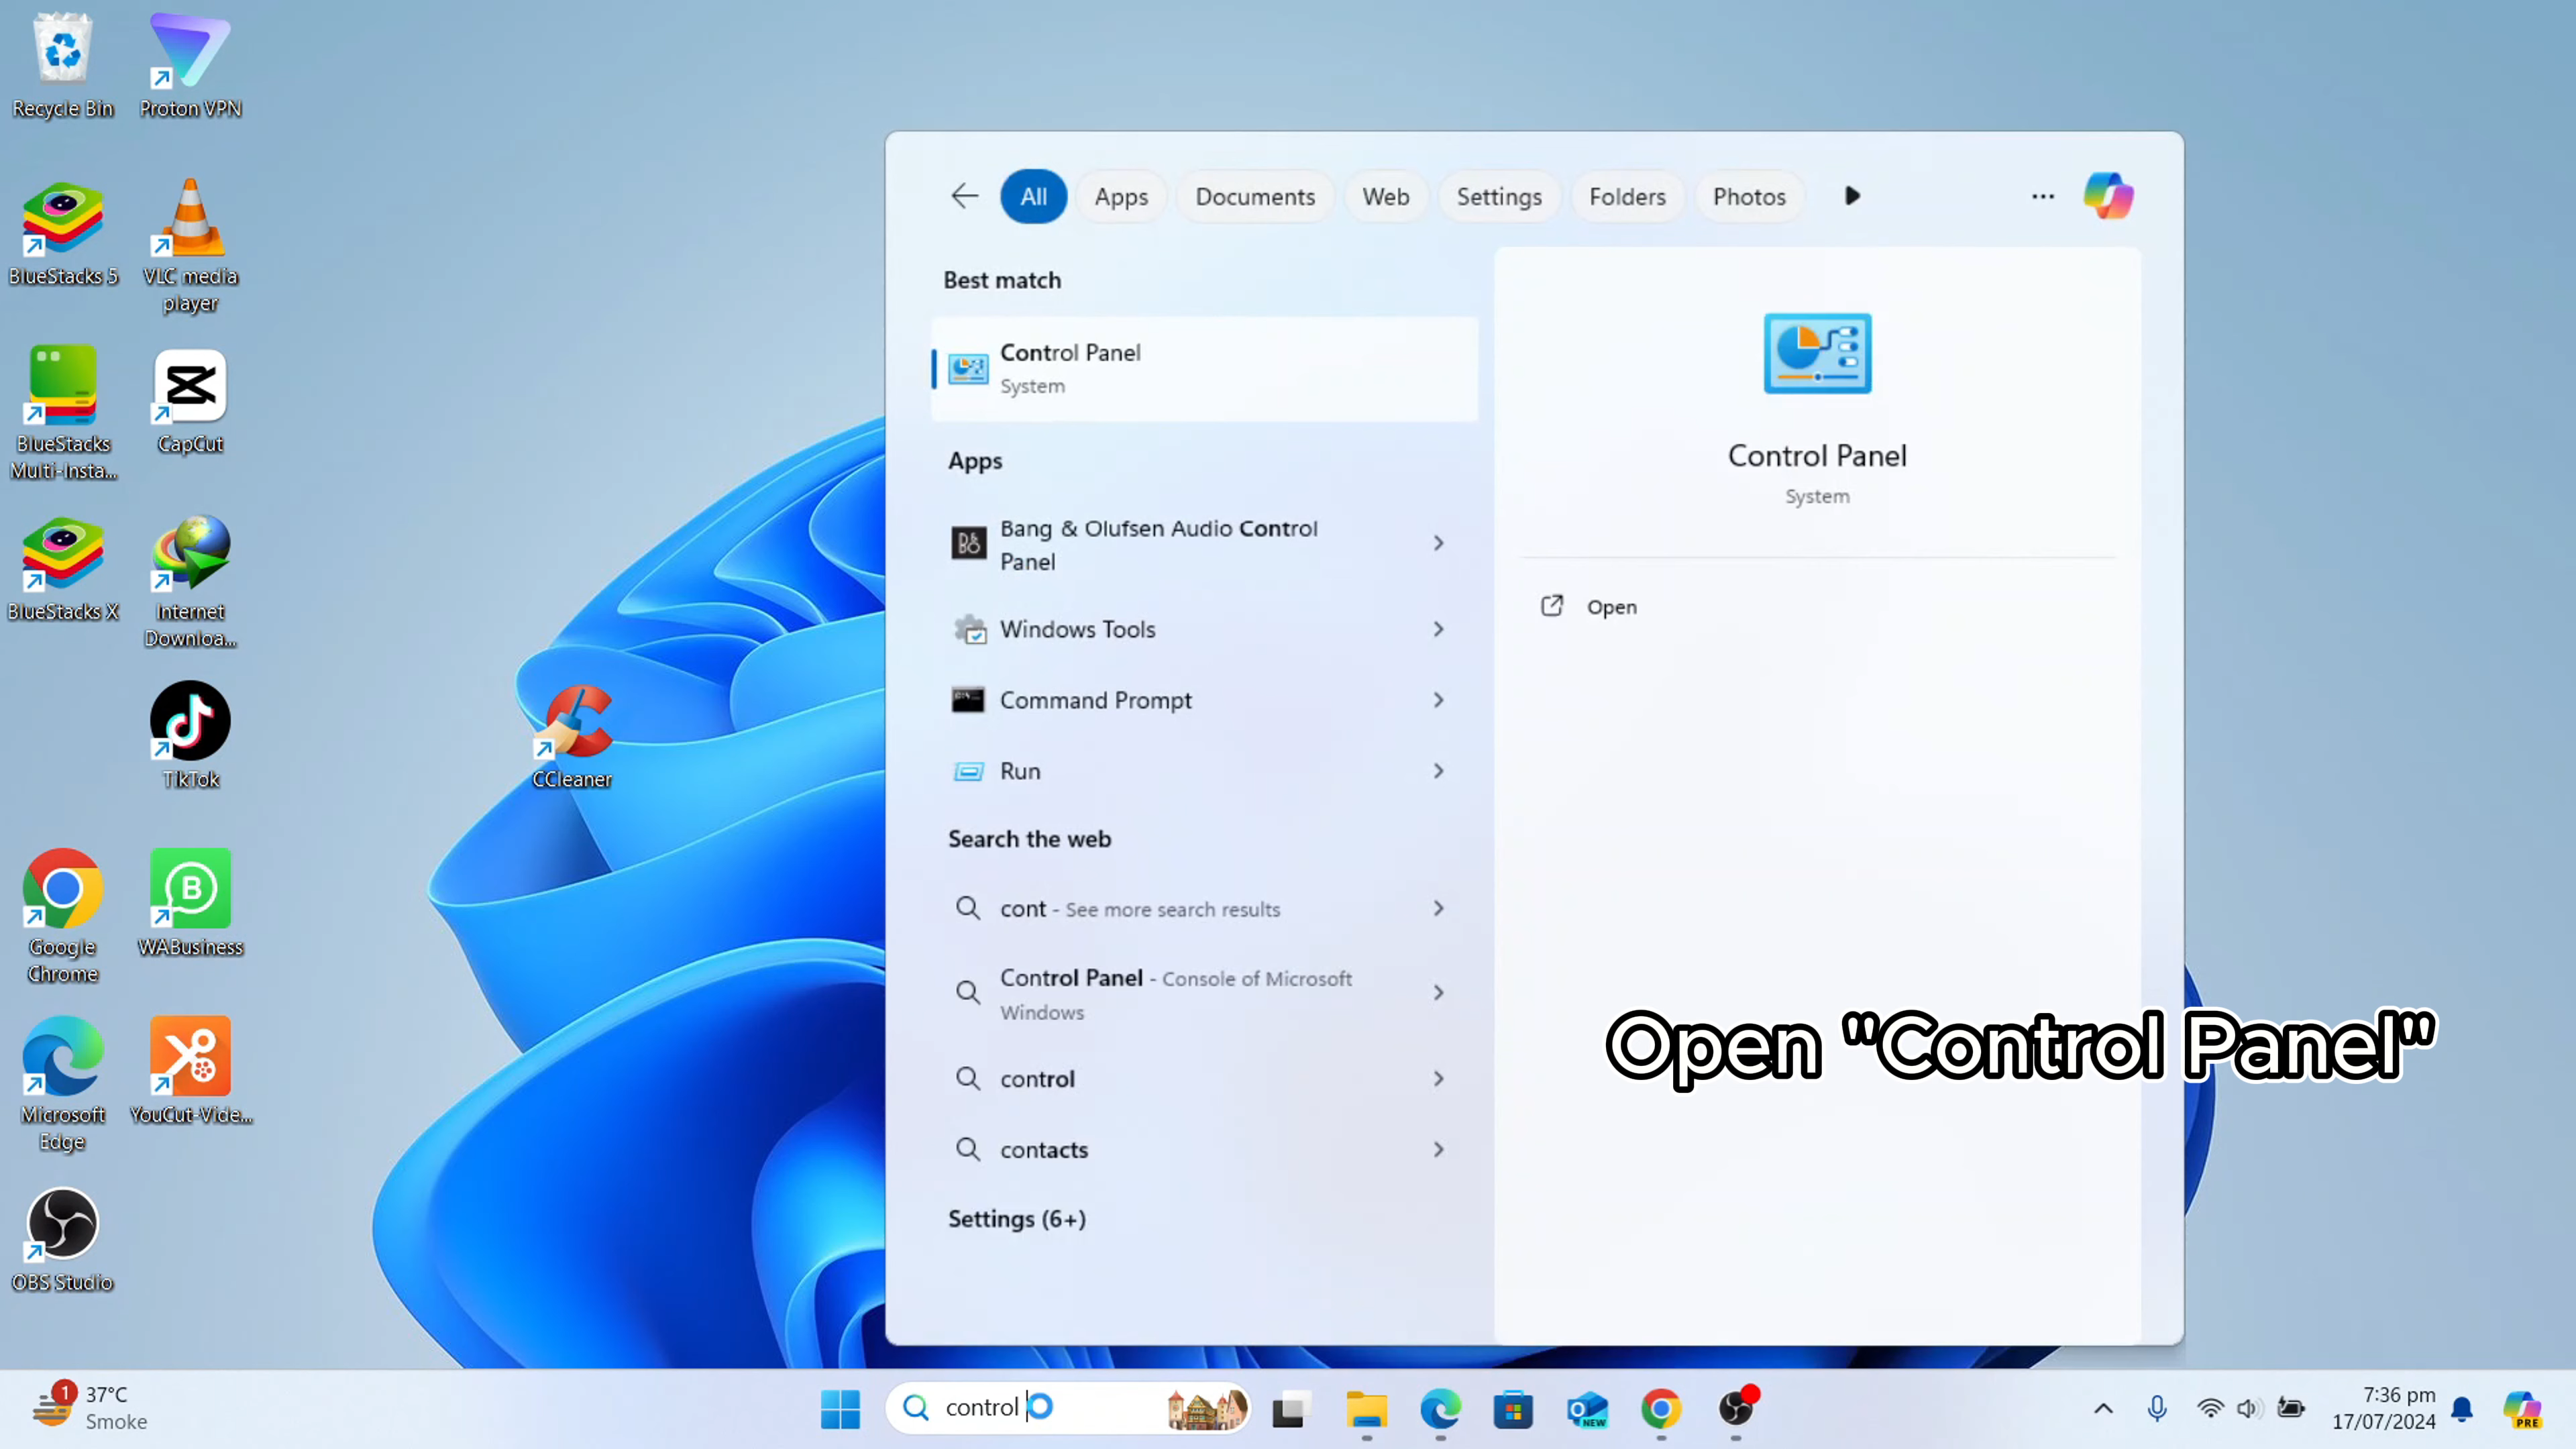 Recycle Bin
Proton VPN
BlueStacks 5
VLC media
player
BlueStacks
Multi-Insta...
CapCut
BlueStacks X
Internet
Downloa...
TikTok
CCleaner
Google
Chrome
WABusiness
Microsoft
Edge
YouCut-Vide...
OBS Studio
All
Apps
Documents
Web
Settings
Folders
Photos
...
Best match
Control Panel
System
Apps
Bang & Olufsen Audio Control
Panel
Windows Tools
Command Prompt
Run
Search the web
cont - See more search results
Control Panel - Console of Microsoft
Windows
control
contacts
Settings (6+)
Control Panel
System
Open
Open "Control Panel"
1
37°C
Smoke
control
NEW
7:36 pm
17/07/2024
PRE